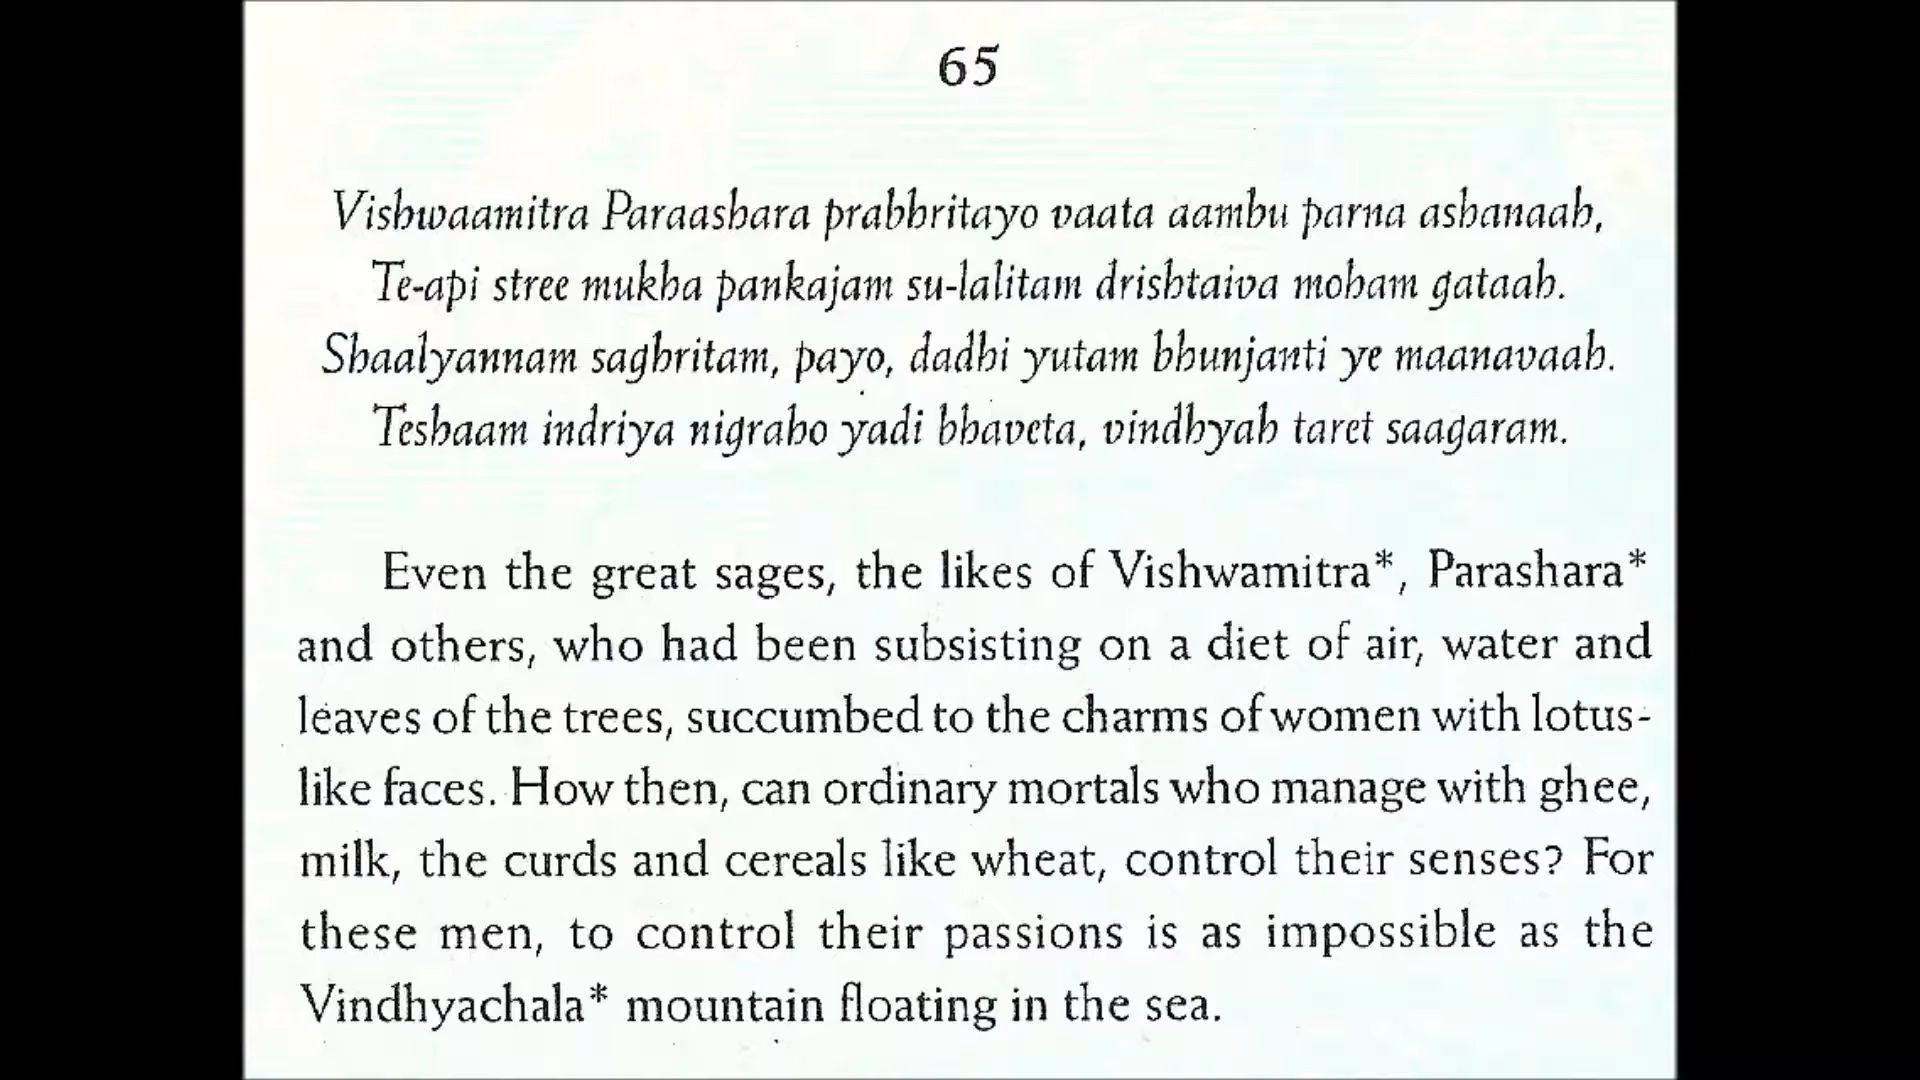 65
Vishwaamitra Paraashara prabhritayo vaata aambu parna ashanaah,
Te-api stree mukha pankajam su-lalitam drishtaiva moham gataah.
Shaalyannam saghritam, payo, dadhi yutam bhunjanti ye maanavaah.
Teshaam indriya nigraho yadi bhaveta, vindhyah taret saagaram.
Even the great sages, the likes of Vishwamitra*, Parashara*
and others, who had been subsisting on a diet of air, water and
leaves of the trees, succumbed to the charms of women with lotus-
like faces. How then, can ordinary mortals who manage with ghee,
milk, the curds and cereals like wheat, control their senses? For
these men, to control their passions is as impossible as the
Vindhyachala* mountain floating in the sea.